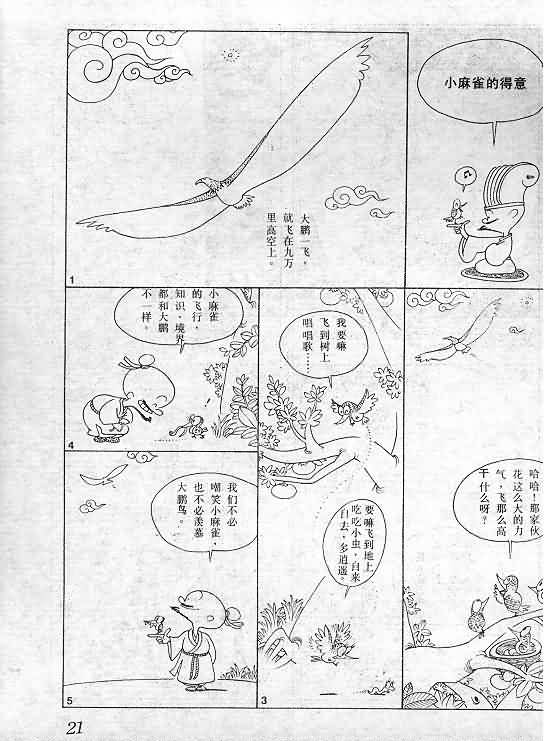 小麻雀的得意
大鹏一飞，
就飞在九万
里高空上。
1
哈哈！那家伙
花这么大的力
气，飞那么高
干什么呀？
我要嘛
飞到树上
唱唱歌……
要嘛飞到地上
吃吃小虫，自来
自去，多逍遥。
3
小麻雀
的飞行，
知识、境界
都和大鹏
不一样。
4
我们不必
嘲笑小麻雀，
也不必羡慕
大鹏鸟。
5
21